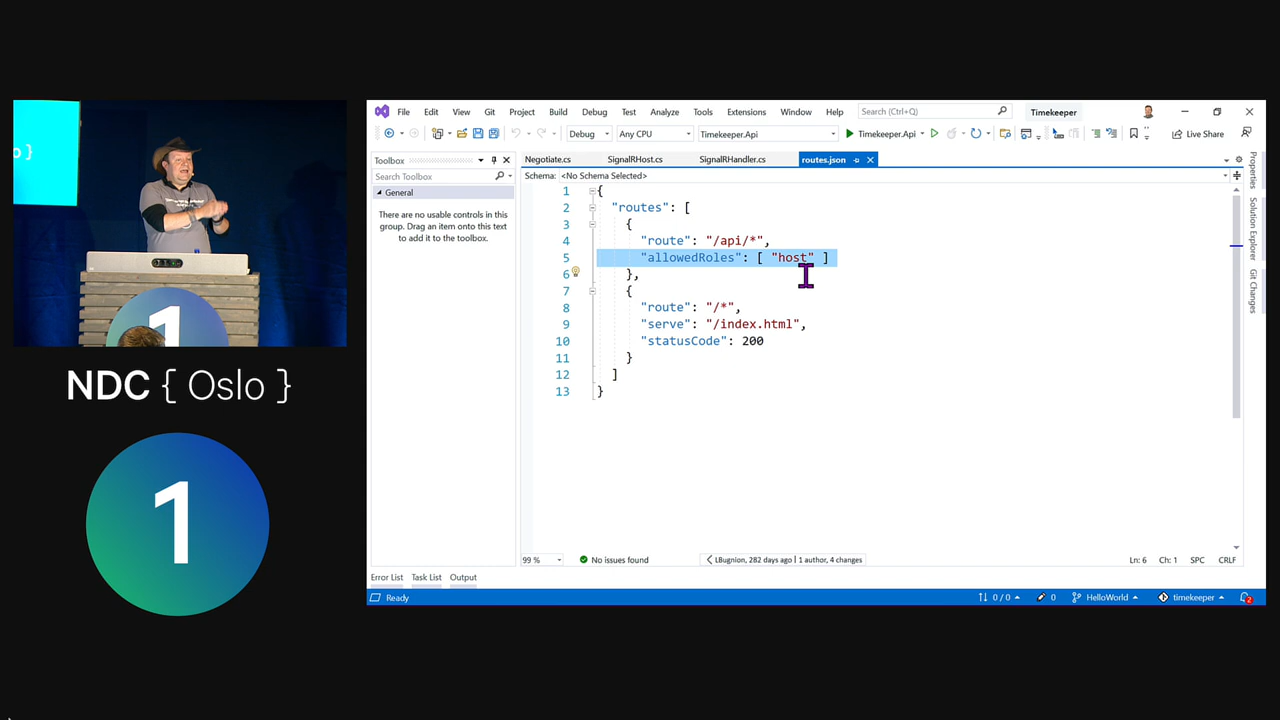 o }
1
NDC { Oslo }
1
File Edit View Git Project Build Debug Test Analyze Tools Extensions Window Help Search (Ctrl+Q) Timekeeper
Debug Any CPU Timekeeper.Api Timekeeper.Api Live Share
Toolbox
Search Toolbox
General
There are no usable controls in this
group. Drag an item onto this text
to add it to the toolbox.
Negotiate.cs SignalRHost.cs SignalRHandler.cs routes.json
Schema: <No Schema Selected>
1 {
2 "routes": [
3 {
4 "route": "/api/*",
5 "allowedRoles": [ "host" ]
6 },
7 {
8 "route": "/*",
9 "serve": "/index.html",
10 "statusCode": 200
11 }
12 ]
13 }
99 % No issues found LBugnion, 282 days ago | 1 author, 4 changes Ln: 6 Ch: 1 SPC CRLF
Properties
Solution Explorer
Git Changes
Error List Task List Output
Ready 0 / 0 0 HelloWorld timekeeper 2